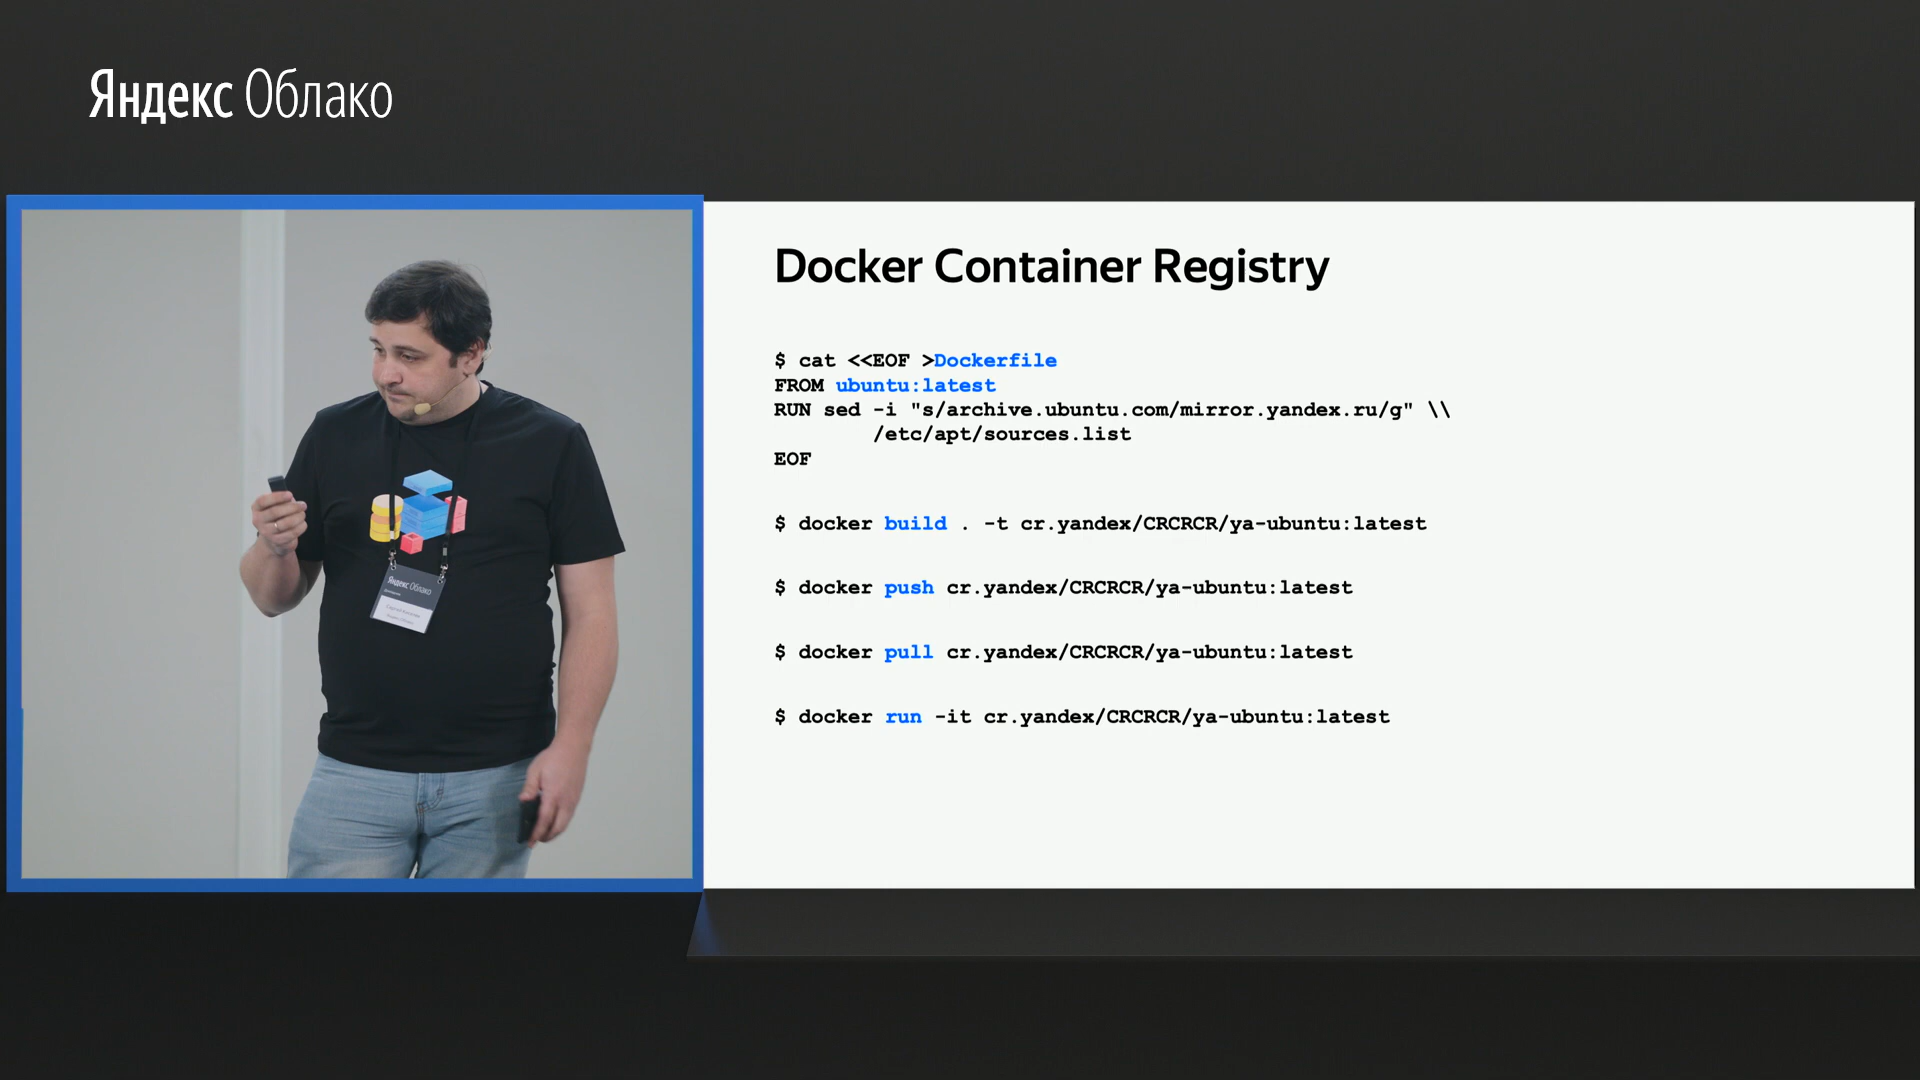 Яндекс Облако
Docker Container Registry
$ cat <<EOF >Dockerfile
FROM ubuntu:latest
RUN sed -i "s/archive.ubuntu.com/mirror.yandex.ru/g" \\
/etc/apt/sources.list
EOF
$ docker build . -t cr.yandex/CRCRCR/ya-ubuntu:latest
$ docker push cr.yandex/CRCRCR/ya-ubuntu:latest
$ docker pull cr.yandex/CRCRCR/ya-ubuntu:latest
$ docker run -it cr.yandex/CRCRCR/ya-ubuntu:latest
Яндекс Облако